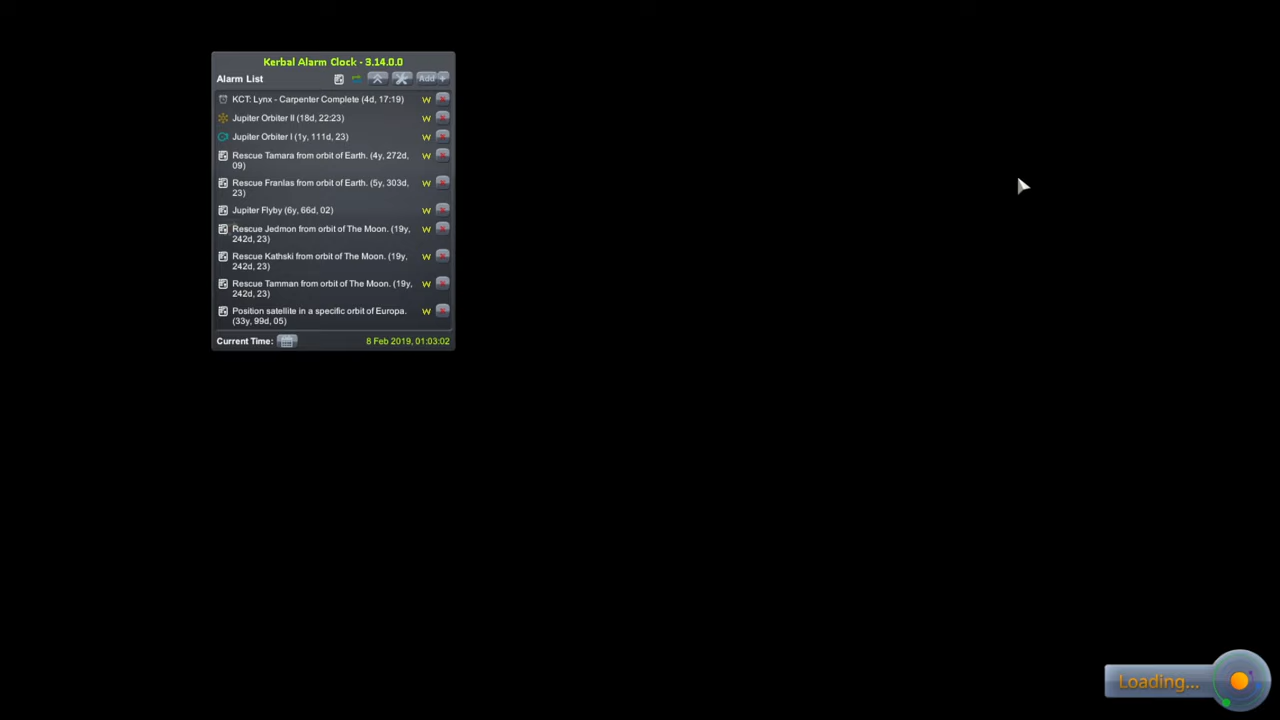 Kerbal Alarm Clock - 3.14.0.0
Alarm List
Add +
KCT: Lynx - Carpenter Complete (4d, 17:19) W
Jupiter Orbiter II (18d, 22:23) W
Jupiter Orbiter I (1y, 111d, 23) W
Rescue Tamara from orbit of Earth. (4y, 272d, W
09)
Rescue Franlas from orbit of Earth. (5y, 303d, W
23)
Jupiter Flyby (6y, 66d, 02) W
Rescue Jedmon from orbit of The Moon. (19y, W
242d, 23)
Rescue Kathski from orbit of The Moon. (19y, W
242d, 23)
Rescue Tamman from orbit of The Moon. (19y, W
242d, 23)
Position satellite in a specific orbit of Europa. W
(33y, 99d, 05)
Current Time: 8 Feb 2019, 01:03:02
Loading...